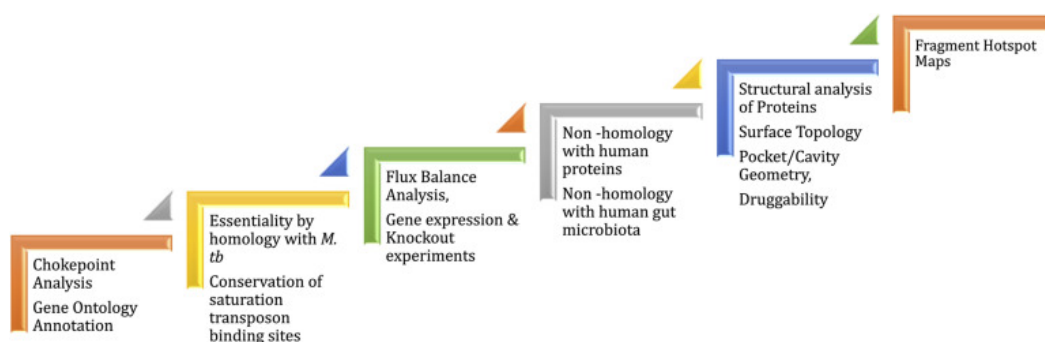 Chokepoint
Analysis
Gene Ontology
Annotation
Essentiality by
homology with M.
tb
Conservation of
saturation
transposon
binding sites
Flux Balance
Analysis,
Gene expression &
Knockout
experiments
Non -homology
with human
proteins
Non -homology
with human gut
microbiota
Structural analysis
of Proteins
Surface Topology
Pocket/Cavity
Geometry,
Druggability
Fragment Hotspot
Maps